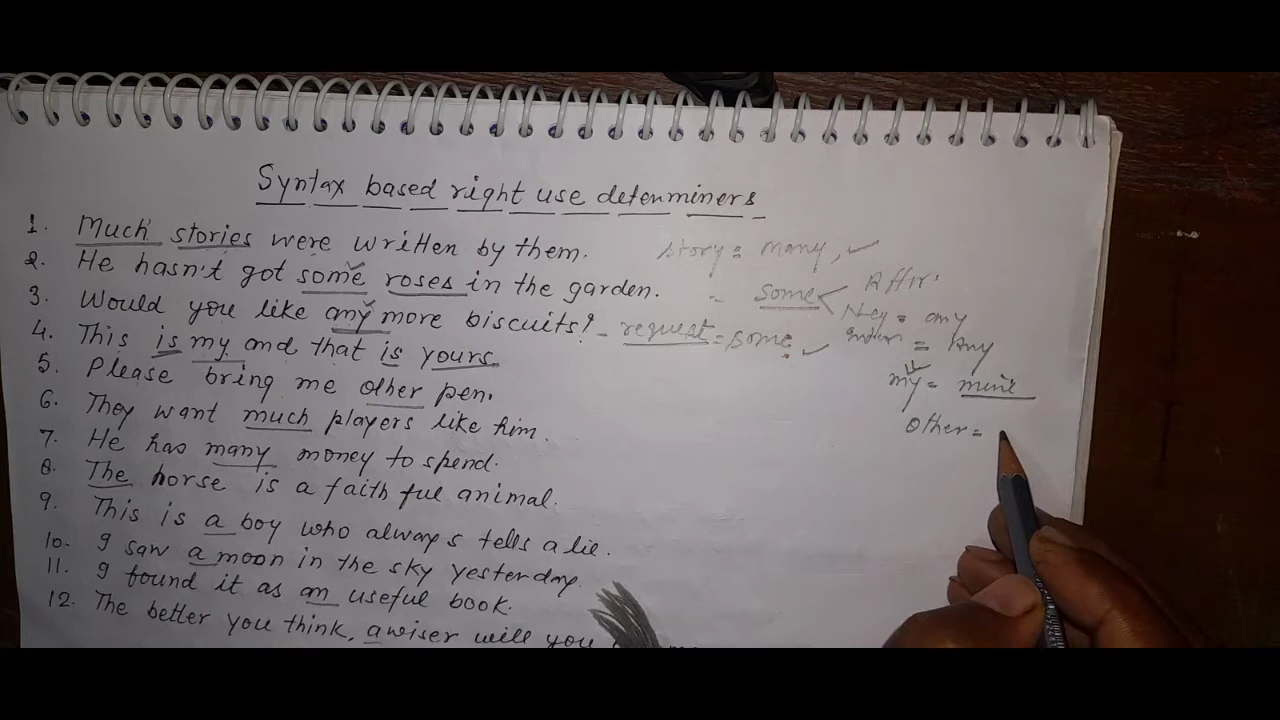 Syntax based right use determiners
1. Much stories were written by them. story = many,
2. He hasn't got some roses in the garden. - some Affir.
Neg = any
3. Would you like any more biscuits? - request = some.
= Any
4. This is my and that is yours.
my = mine
5. Please bring me other pen.
other =
6. They want much players like him.
7. He has many money to spend.
8. The horse is a faithful animal.
9. This is a boy who always tells a lie.
10. I saw a moon in the sky yesterday.
11. I found it as an useful book.
12. The better you think, a wiser will you